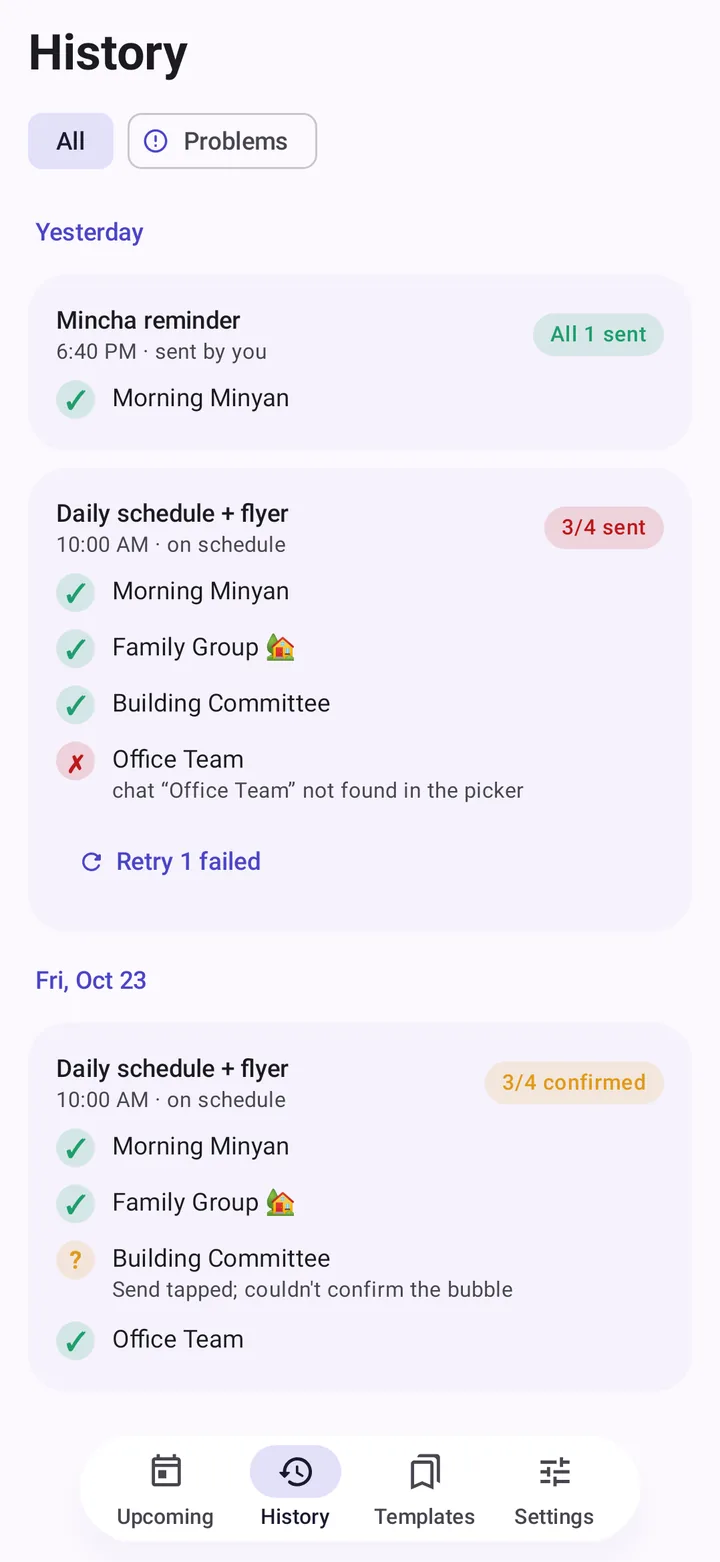 History
All
Problems
Yesterday
Mincha reminder
6:40 PM · sent by you
All 1 sent
✓ Morning Minyan
Daily schedule + flyer
10:00 AM · on schedule
3/4 sent
✓ Morning Minyan
✓ Family Group 🏡
✓ Building Committee
✗ Office Team
chat “Office Team” not found in the picker
Retry 1 failed
Fri, Oct 23
Daily schedule + flyer
10:00 AM · on schedule
3/4 confirmed
✓ Morning Minyan
✓ Family Group 🏡
? Building Committee
Send tapped; couldn't confirm the bubble
✓ Office Team
Upcoming
History
Templates
Settings